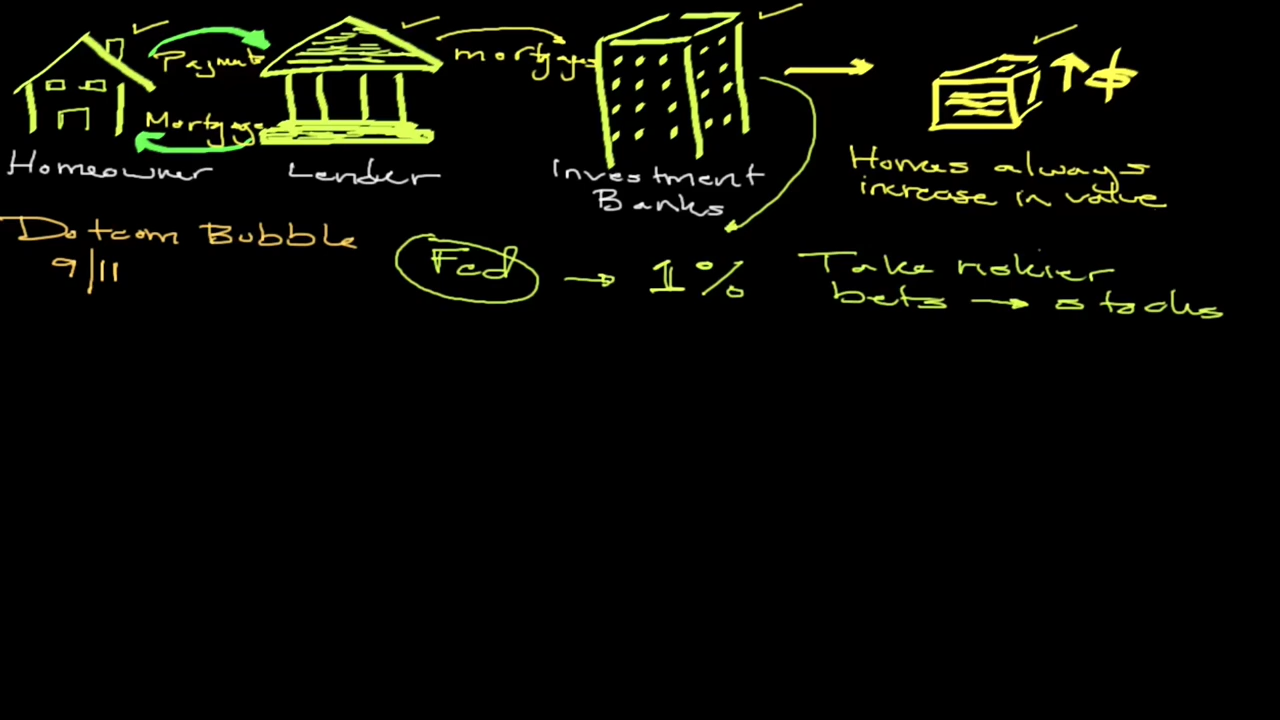 Payments
mortgages
$
Mortgage
Homeowner
Lender
Investment
Banks
Homes always
increase in value
Dotcom Bubble
9/11
Fed → 1%
Take riskier
bets → stocks